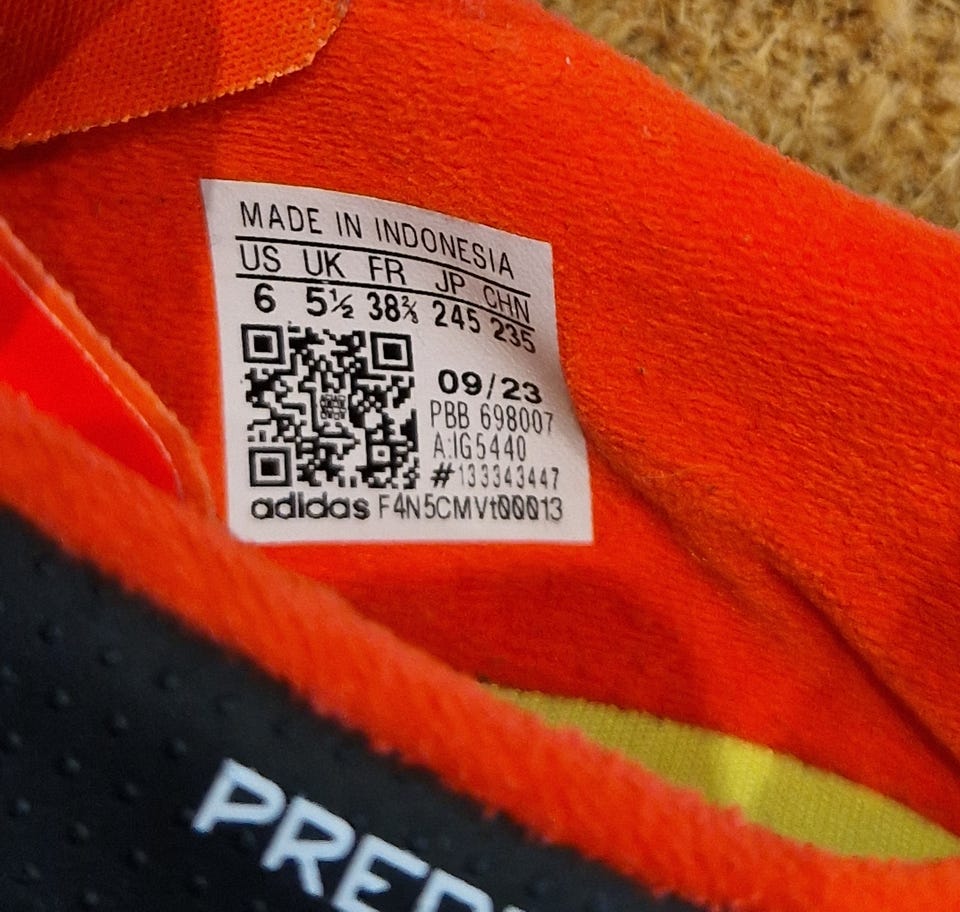 MADE IN INDONESIA
US UK FR JP CHN
6 5½ 38⅔ 245 235
09/23
PBB 698007
A:IG5440
#133343447
adidas F4N5CMVt00013
PRED